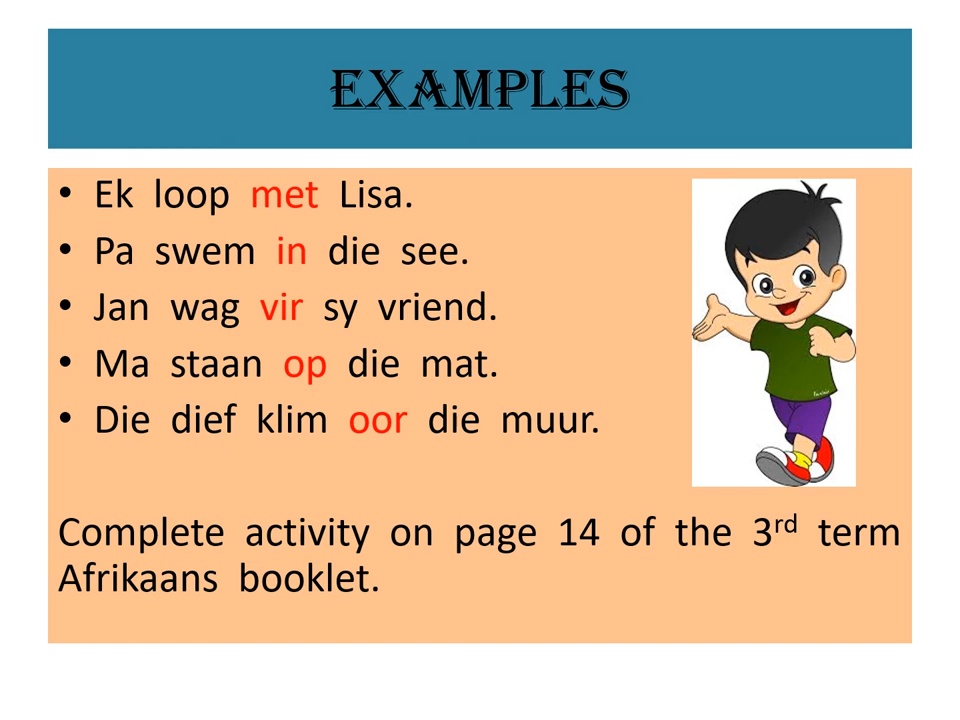 EXAMPLES
• Ek loop met Lisa.
• Pa swem in die see.
• Jan wag vir sy vriend.
• Ma staan op die mat.
• Die dief klim oor die muur.
Complete activity on page 14 of the 3rd term
Afrikaans booklet.